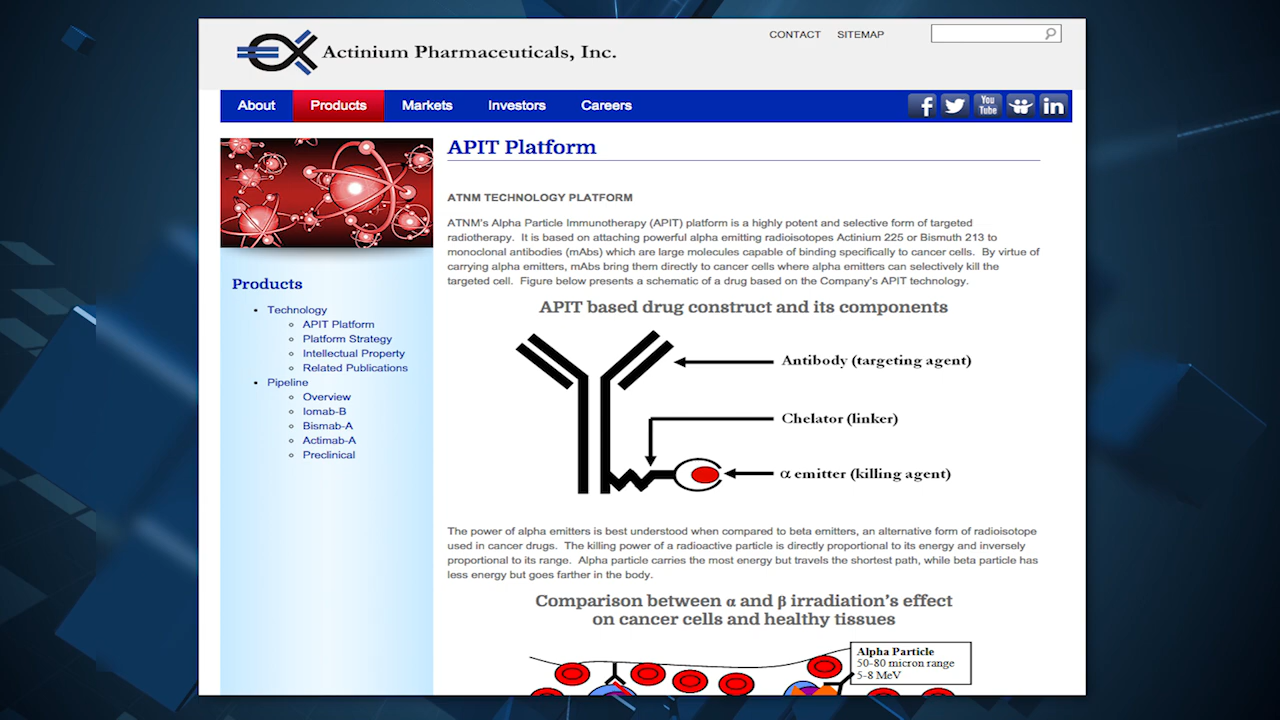 Actinium Pharmaceuticals, Inc.
CONTACT SITEMAP
About Products Markets Investors Careers
f You Tube in
APIT Platform
ATNM TECHNOLOGY PLATFORM
ATNM's Alpha Particle Immunotherapy (APIT) platform is a highly potent and selective form of targeted
radiotherapy. It is based on attaching powerful alpha emitting radioisotopes Actinium 225 or Bismuth 213 to
monoclonal antibodies (mAbs) which are large molecules capable of binding specifically to cancer cells. By virtue of
carrying alpha emitters, mAbs bring them directly to cancer cells where alpha emitters can selectively kill the
targeted cell. Figure below presents a schematic of a drug based on the Company's APIT technology.
Products
Technology
APIT Platform
Platform Strategy
Intellectual Property
Related Publications
Pipeline
Overview
Iomab-B
Bismab-A
Actimab-A
Preclinical
APIT based drug construct and its components
Antibody (targeting agent)
Chelator (linker)
α emitter (killing agent)
The power of alpha emitters is best understood when compared to beta emitters, an alternative form of radioisotope
used in cancer drugs. The killing power of a radioactive particle is directly proportional to its energy and inversely
proportional to its range. Alpha particle carries the most energy but travels the shortest path, while beta particle has
less energy but goes farther in the body.
Comparison between α and β irradiation's effect
on cancer cells and healthy tissues
Alpha Particle
50-80 micron range
5-8 MeV